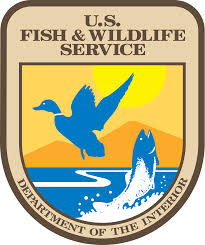 U.S.
FISH & WILDLIFE
SERVICE
DEPARTMENT OF THE INTERIOR